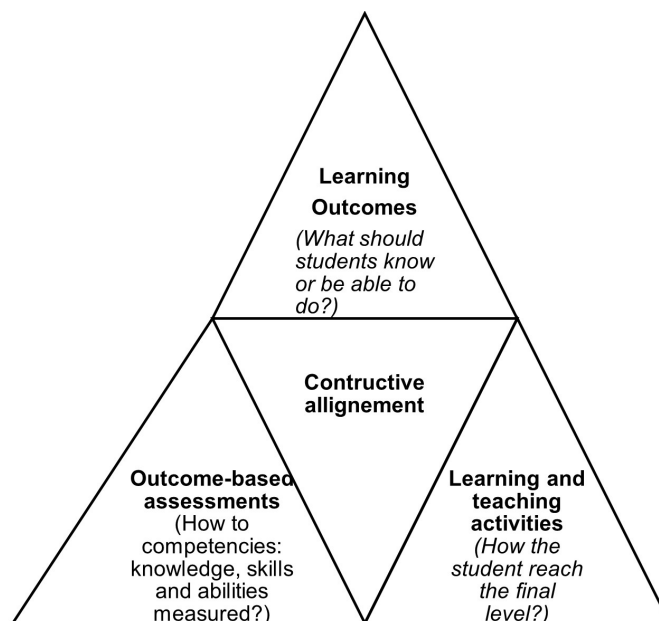 Learning
Outcomes
(What should
students know
or be able to
do?)
Contructive
allignement
Outcome-based
assessments
(How to
competencies:
knowledge, skills
and abilities
measured?)
Learning and
teaching
activities
(How the
student reach
the final
level?)